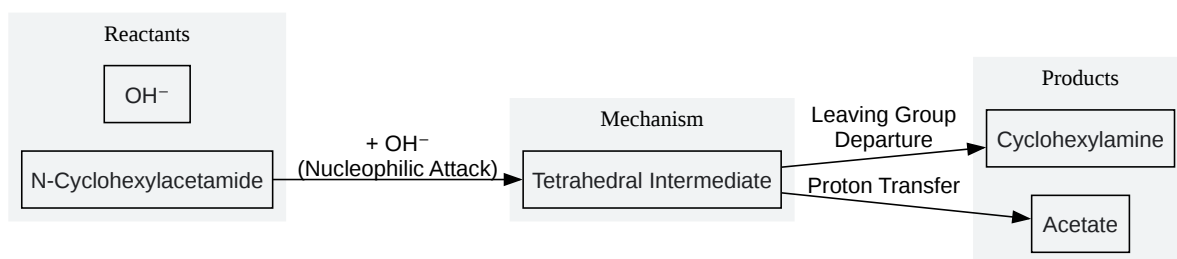 Reactants
OH⁻
N-Cyclohexylacetamide
+ OH⁻
(Nucleophilic Attack)
Mechanism
Tetrahedral Intermediate
Leaving Group
Departure
Proton Transfer
Products
Cyclohexylamine
Acetate